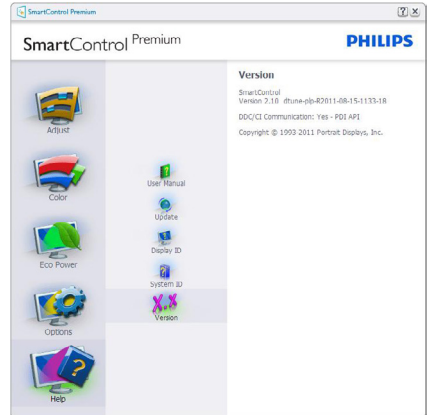 SmartControl Premium
SmartControl Premium
PHILIPS
Adjust
Color
Eco Power
Options
Help
User Manual
Update
Display ID
System ID
X.X
Version
Version
SmartControl
Version 2.10 dtune-plp-R2011-08-15-1133-18
DDC/CI Communication: Yes - PDI API
Copyright © 1993 2011 Portrait Displays, Inc.